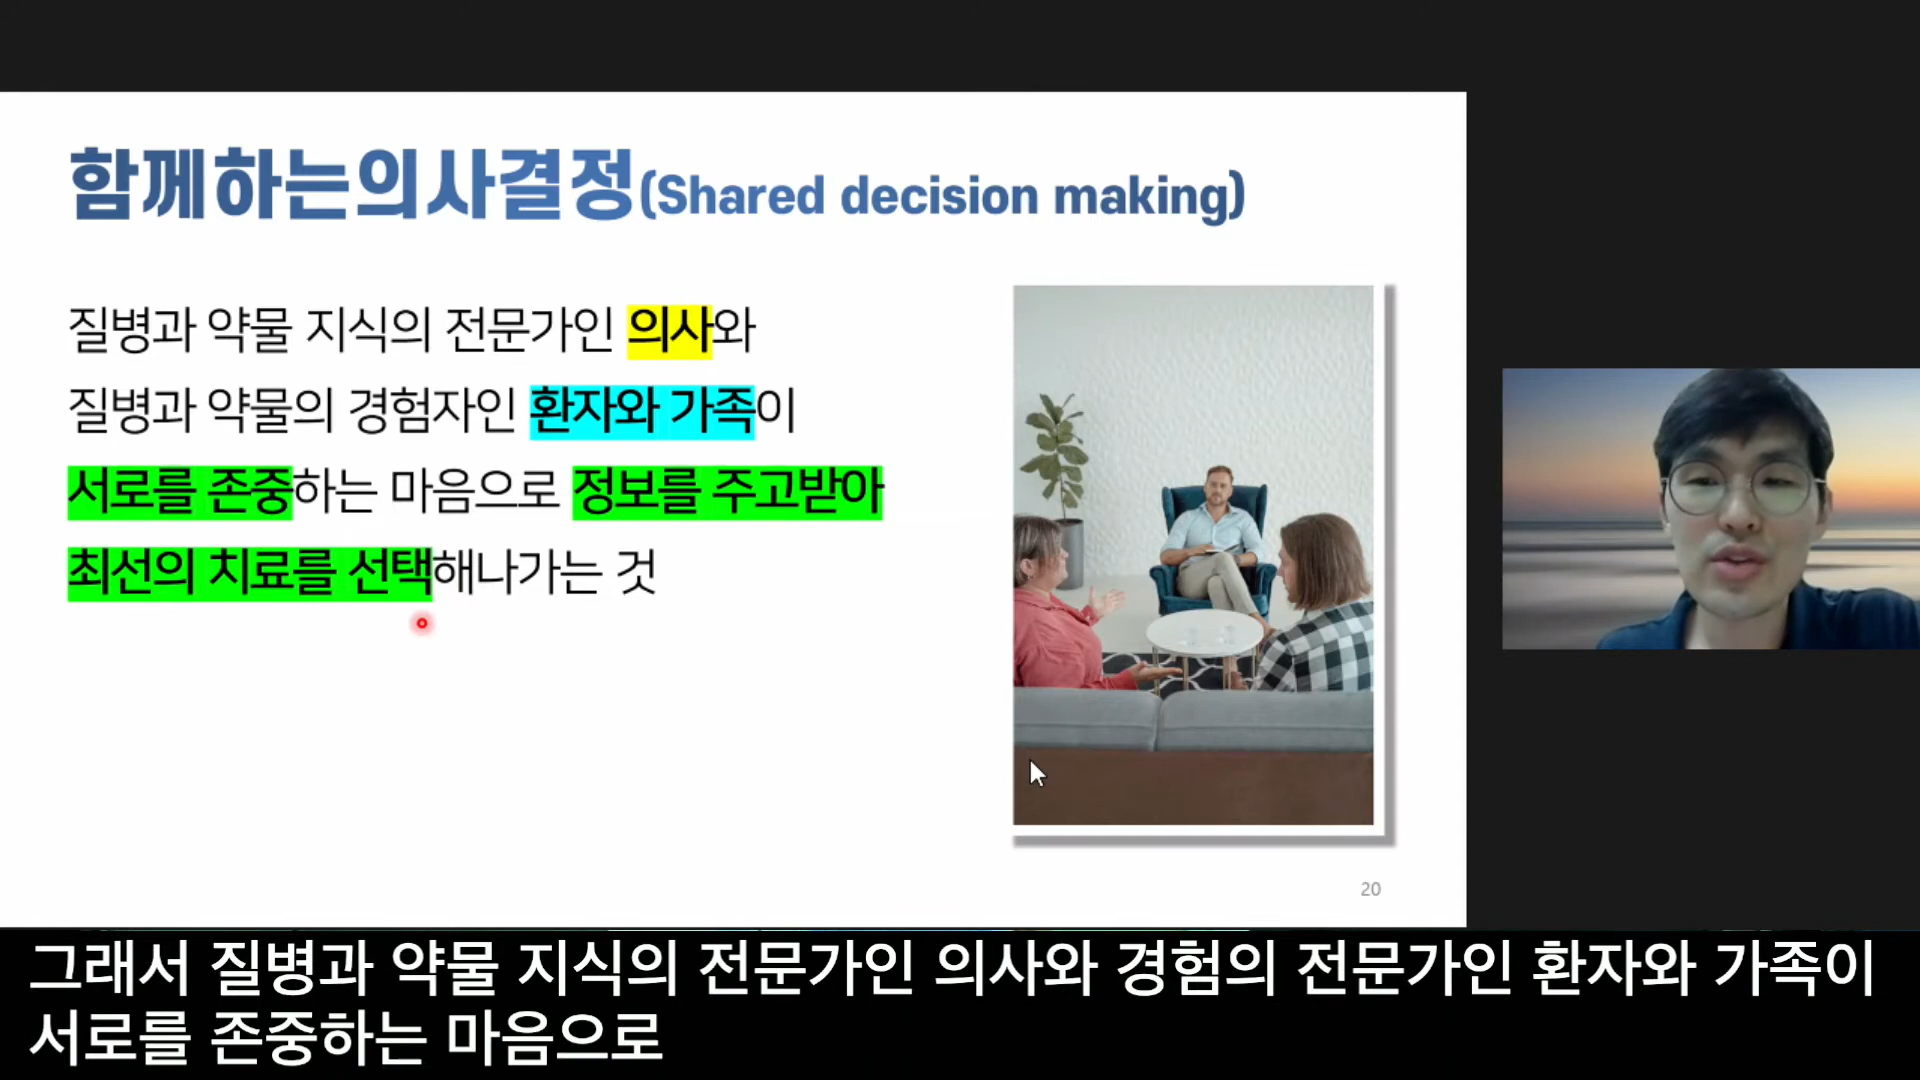 함께하는의사결정(Shared decision making)
질병과 약물 지식의 전문가인 의사와
질병과 약물의 경험자인 환자와 가족이
서로를 존중하는 마음으로 정보를 주고받아
최선의 치료를 선택해나가는 것
20
그래서 질병과 약물 지식의 전문가인 의사와 경험의 전문가인 환자와 가족이
서로를 존중하는 마음으로